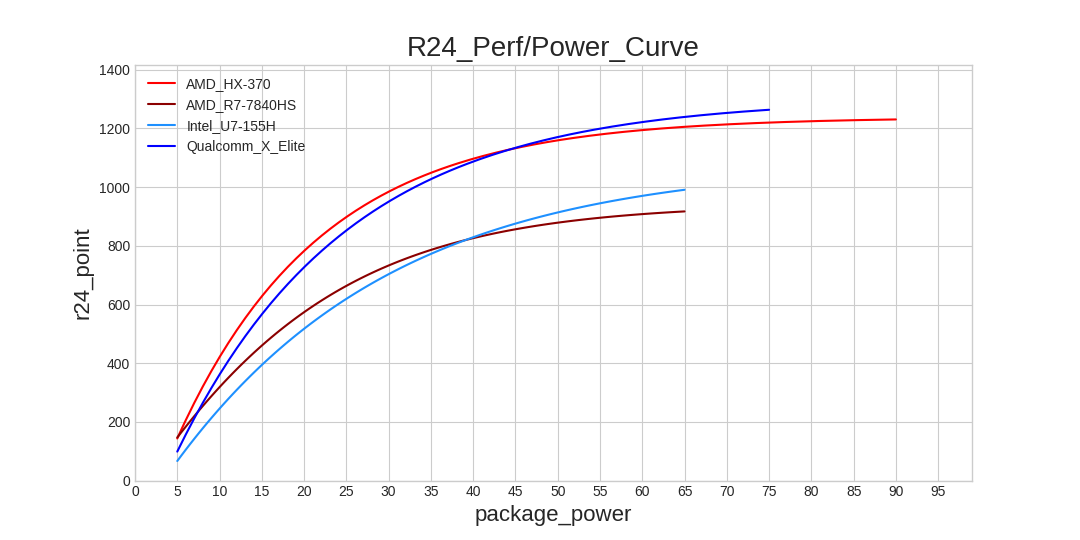 R24_Perf/Power_Curve
AMD_HX-370
AMD_R7-7840HS
Intel_U7-155H
Qualcomm_X_Elite
1400
1200
1000
800
600
400
200
0
r24_point
0 5 10 15 20 25 30 35 40 45 50 55 60 65 70 75 80 85 90 95
package_power